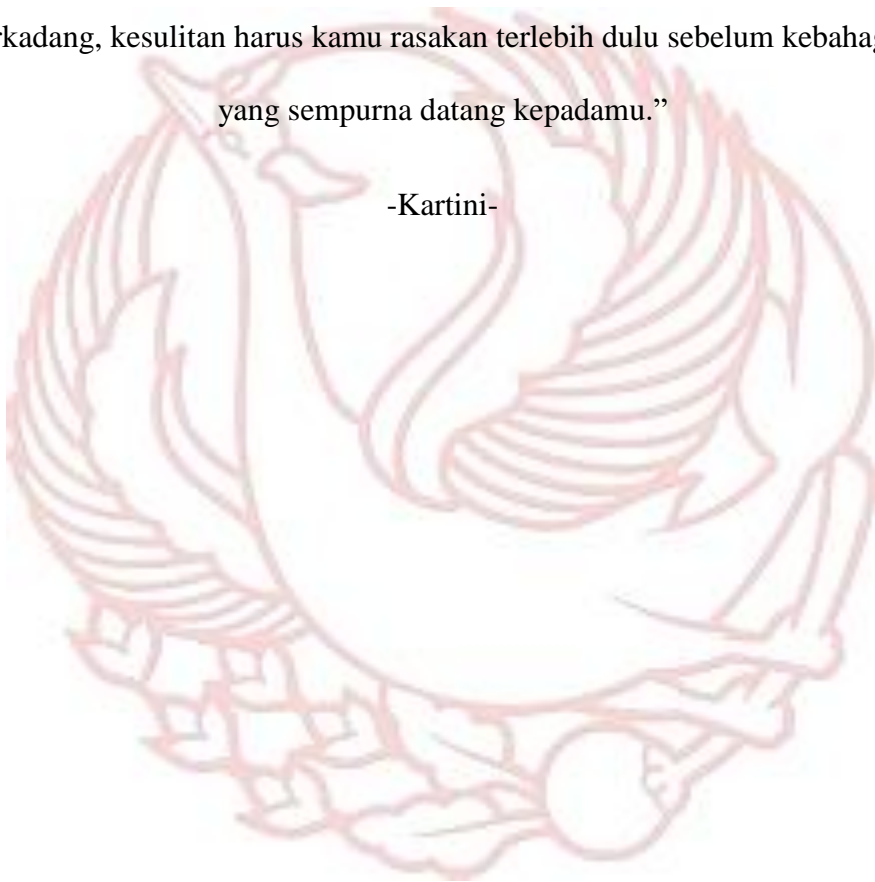 rkadang, kesulitan harus kamu rasakan terlebih dulu sebelum kebahag
yang sempurna datang kepadamu.”
-Kartini-